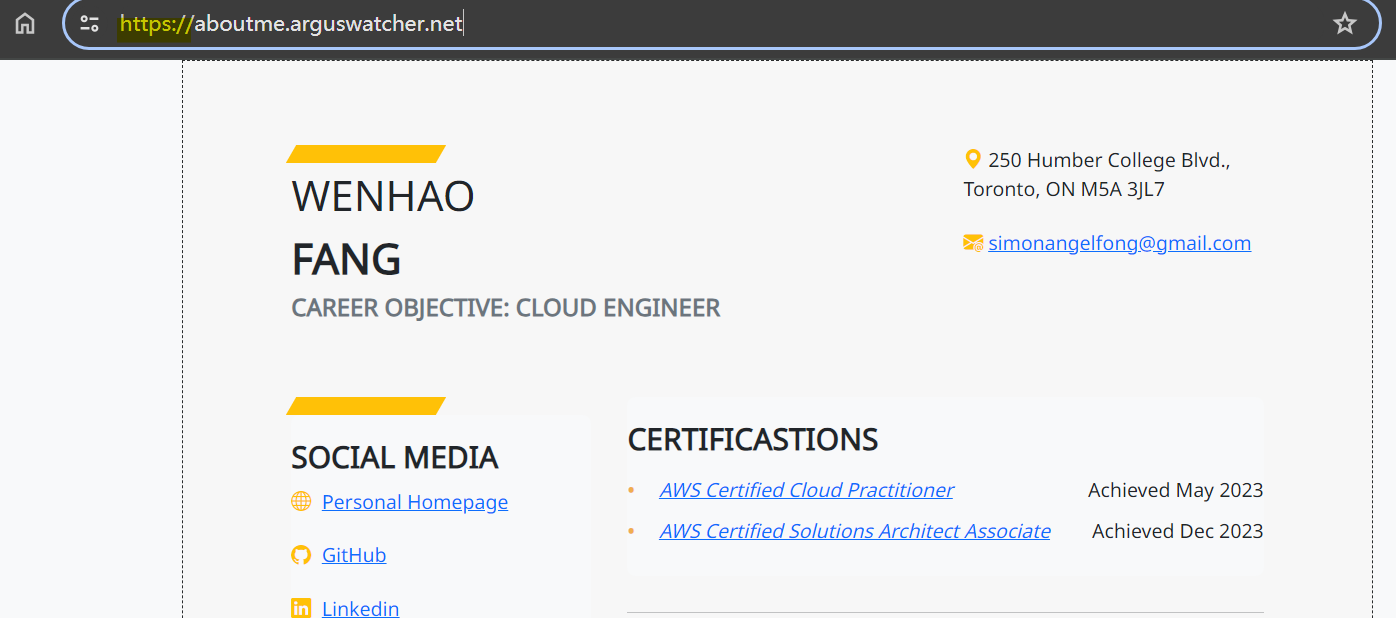 https://aboutme.arguswatcher.net
WENHAO
FANG
CAREER OBJECTIVE: CLOUD ENGINEER
250 Humber College Blvd.,
Toronto, ON M5A 3JL7
simonangelfong@gmail.com
SOCIAL MEDIA
Personal Homepage
GitHub
Linkedin
CERTIFICASTIONS
• AWS Certified Cloud Practitioner Achieved May 2023
• AWS Certified Solutions Architect Associate Achieved Dec 2023